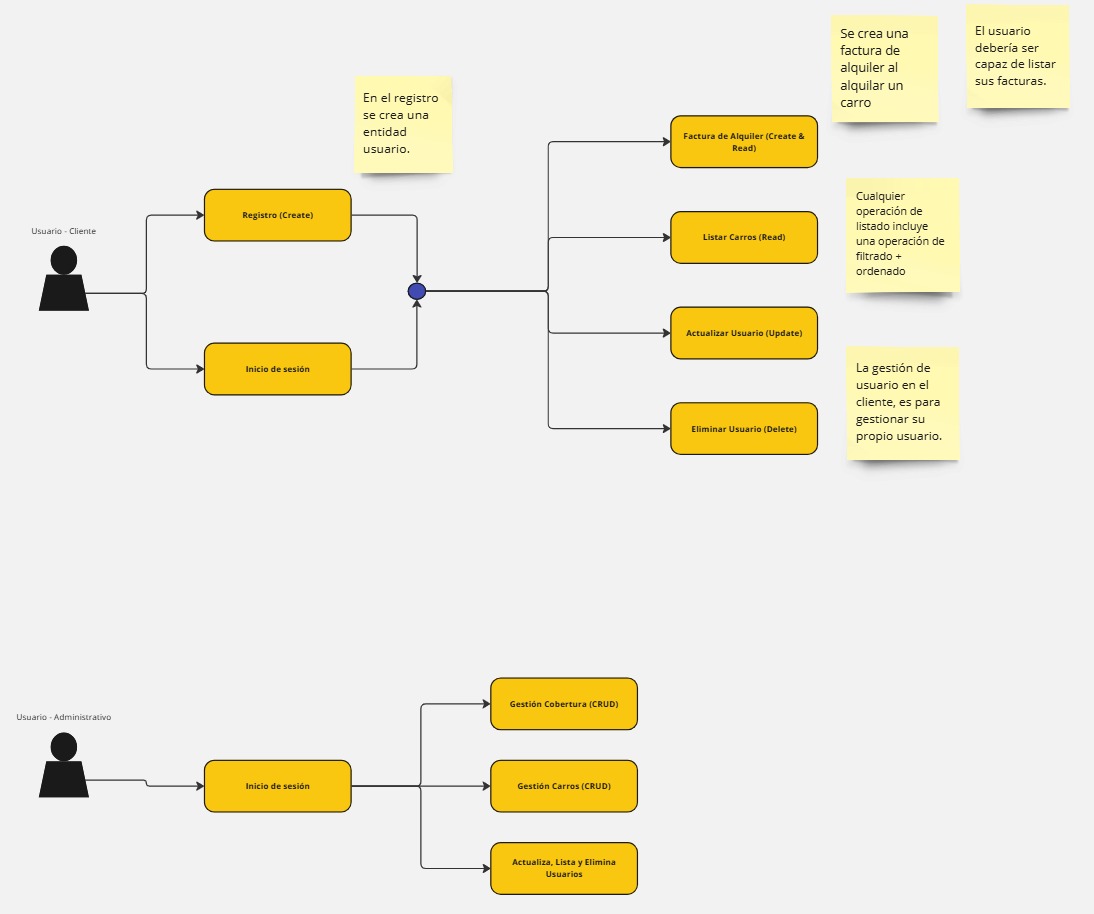 Se crea una
factura de
alquiler al
alquilar un
carro
El usuario
debería ser
capaz de listar
sus facturas.
En el registro
se crea una
entidad
usuario.
Factura de Alquiler (Create &
Read)
Registro (Create)
Cualquier
operación de
listado incluye
una operación de
filtrado +
ordenado
Usuario - Cliente
Listar Carros (Read)
Actualizar Usuario (Update)
Inicio de sesión
La gestión de
usuario en el
cliente, es para
gestionar su
propio usuario.
Eliminar Usuario (Delete)
Usuario - Administrativo
Gestión Cobertura (CRUD)
Inicio de sesión
Gestión Carros (CRUD)
Actualiza, Lista y Elimina
Usuarios